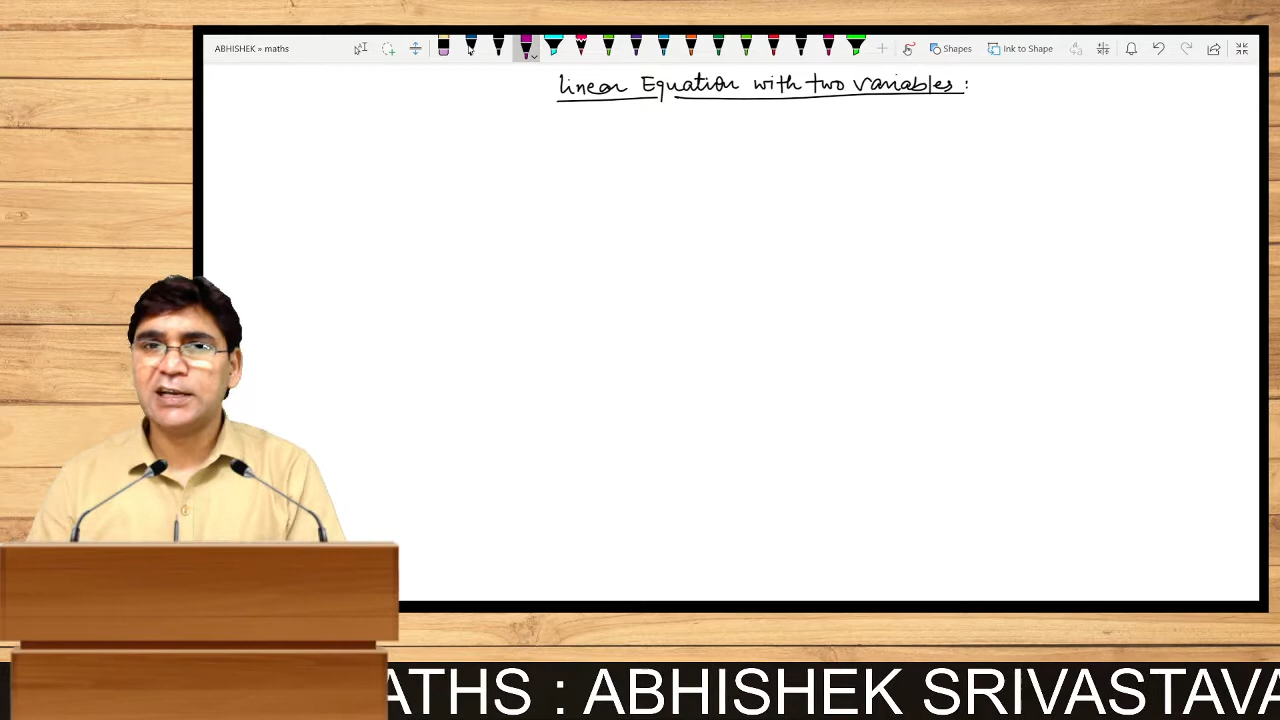 ABHISHEK » maths
Shapes
Ink to Shape
linear Equation with two variables :
ATHS : ABHISHEK SRIVASTAVA